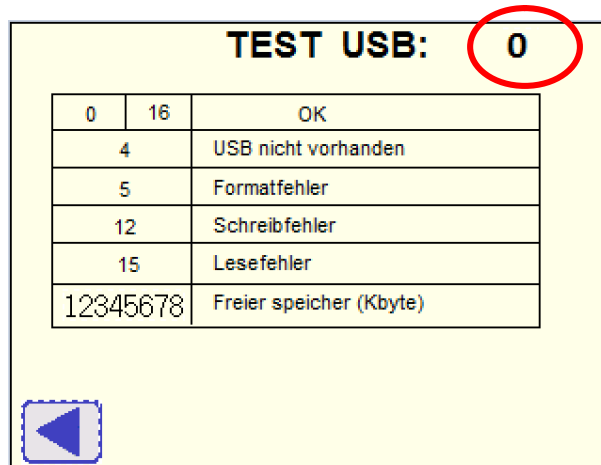 TEST USB: 0
0 16 OK
4 USB nicht vorhanden
5 Formatfehler
12 Schreibfehler
15 Lesefehler
12345678 Freier speicher (Kbyte)